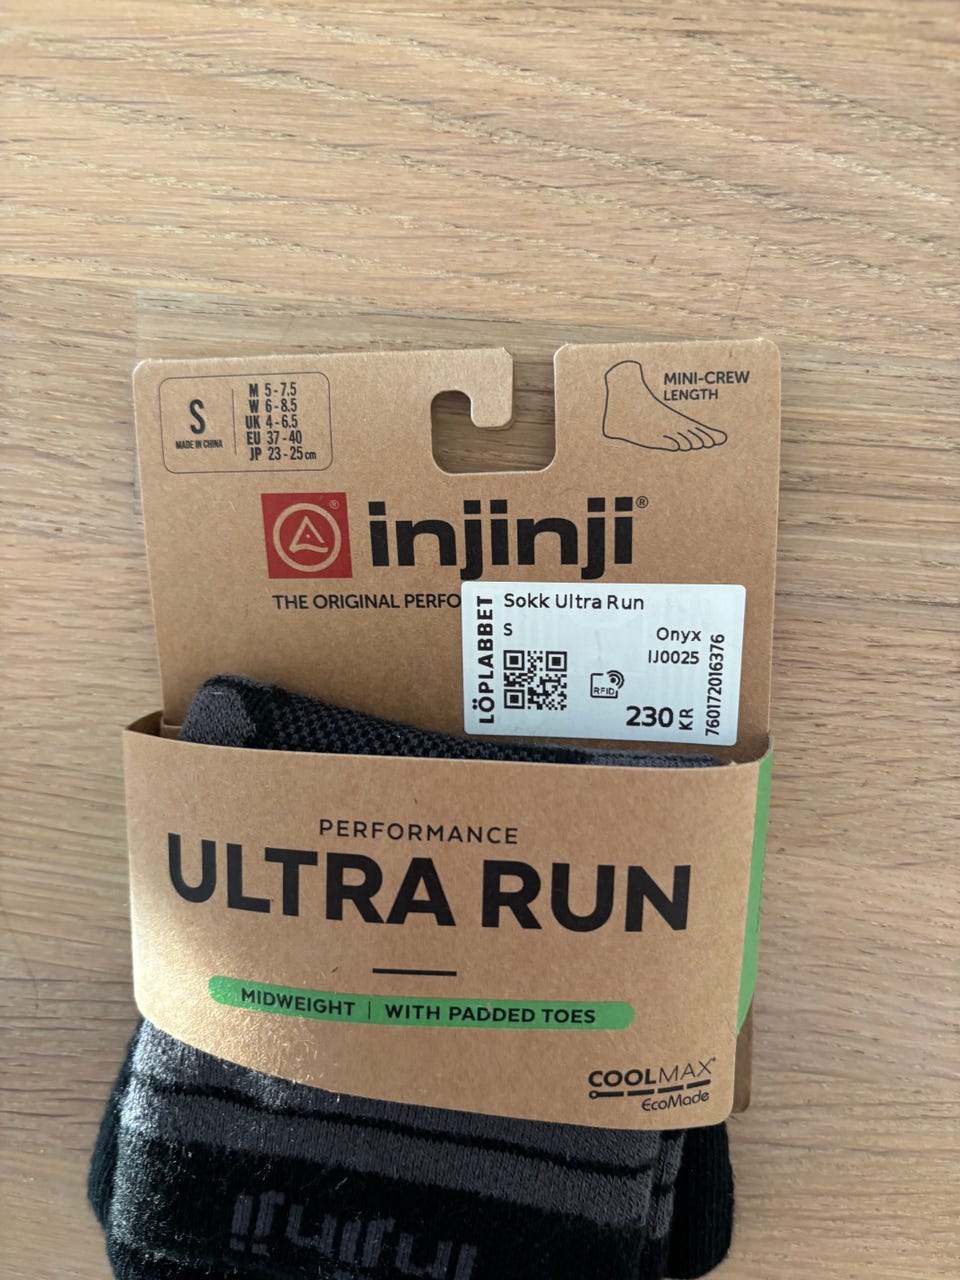 S
MADE IN CHINA
M 5-7.5
W 6-8.5
UK 4-6.5
EU 37-40
JP 23-25cm
MINI-CREW
LENGTH
injinji®
THE ORIGINAL PERFO
LÖPLABBET
Sokk Ultra Run
S
Onyx
IJ0025
RFID
230 KR
760172016376
PERFORMANCE
ULTRA RUN
MIDWEIGHT | WITH PADDED TOES
COOLMAX®
EcoMade
injinji